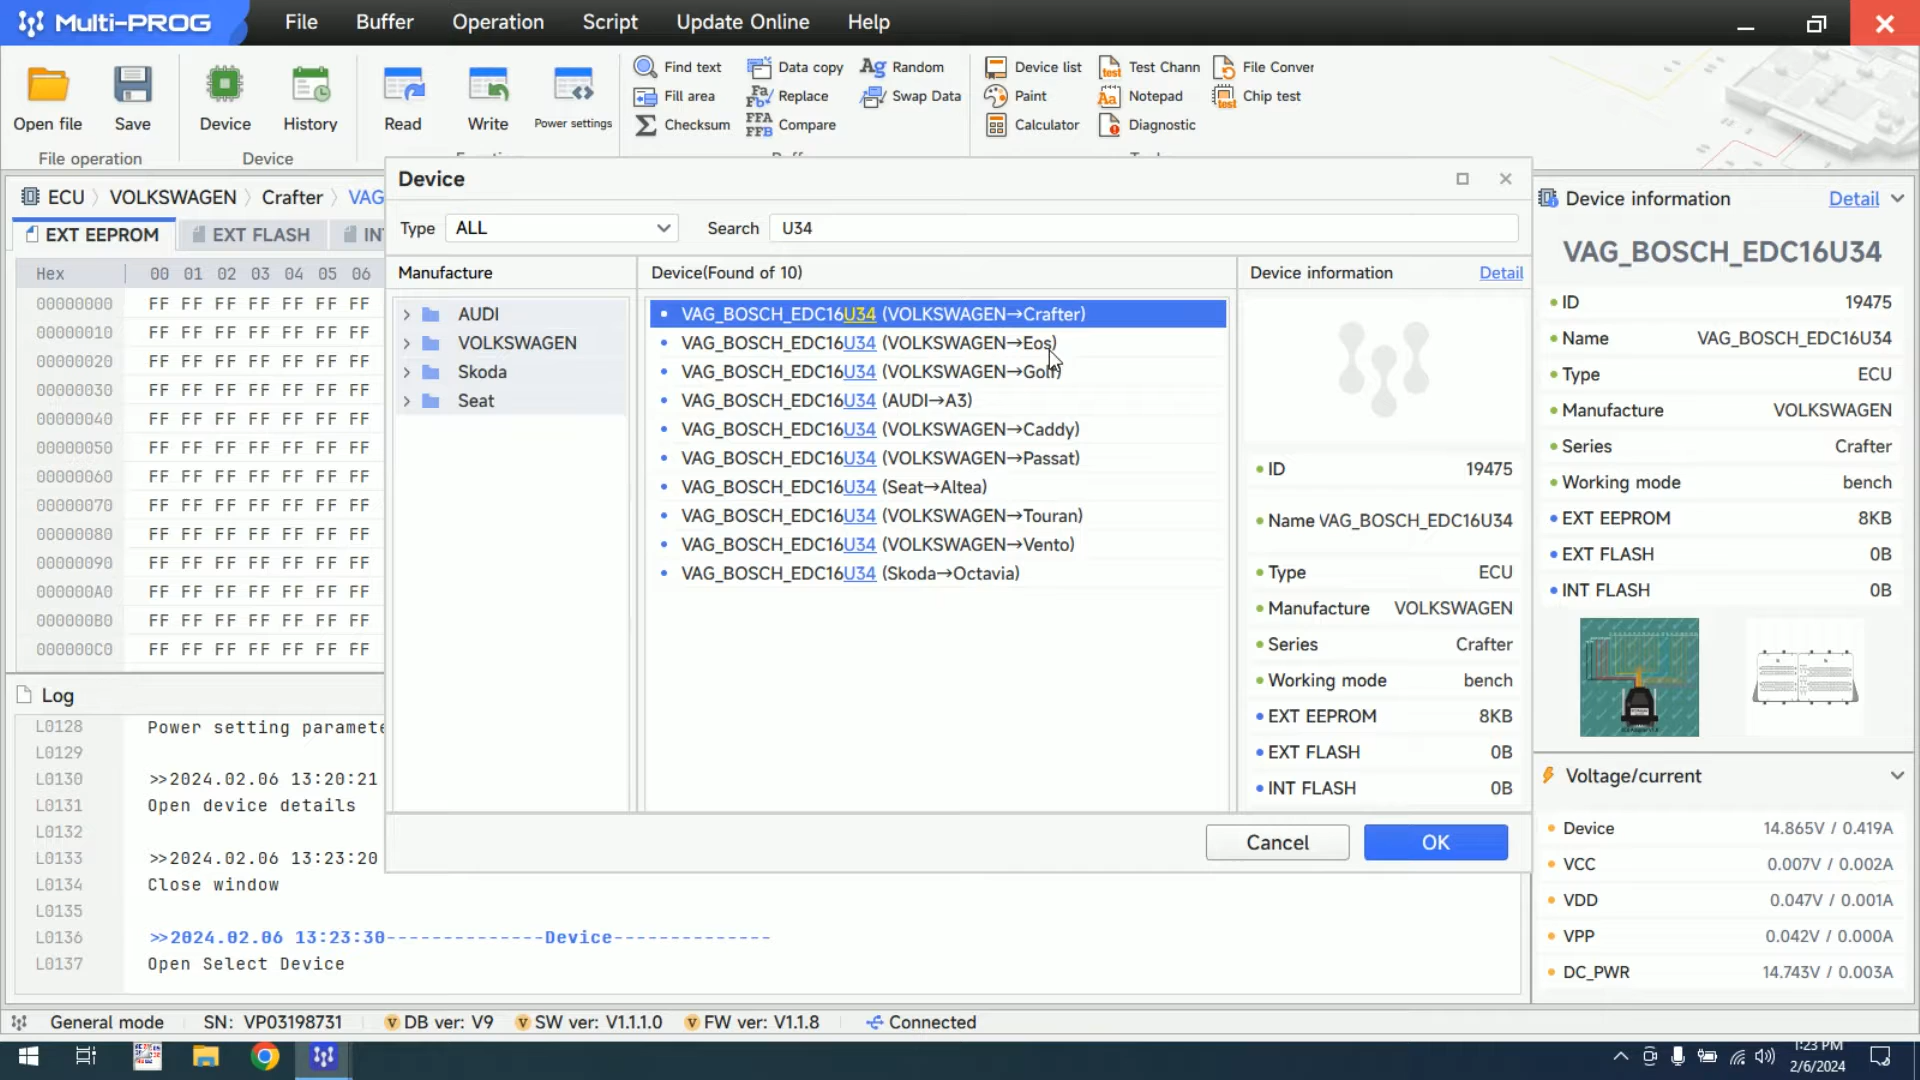 Multi-PROG File Buffer Operation Script Update Online Help
Open file Save Device History Read Write Power settings
File operation Device
Find text Data copy Ag Random Device list Test Chann File Conver
Fill area Replace Swap Data Paint Notepad Chip test
Checksum Compare Calculator Diagnostic
ECU VOLKSWAGEN Crafter VAG
EXT EEPROM EXT FLASH IN
Hex 00 01 02 03 04 05 06
00000000 FF FF FF FF FF FF FF
00000010 FF FF FF FF FF FF FF
00000020 FF FF FF FF FF FF FF
00000030 FF FF FF FF FF FF FF
00000040 FF FF FF FF FF FF FF
00000050 FF FF FF FF FF FF FF
00000060 FF FF FF FF FF FF FF
00000070 FF FF FF FF FF FF FF
00000080 FF FF FF FF FF FF FF
00000090 FF FF FF FF FF FF FF
000000A0 FF FF FF FF FF FF FF
000000B0 FF FF FF FF FF FF FF
000000C0 FF FF FF FF FF FF FF
Device
Type ALL Search U34
Manufacture
AUDI
VOLKSWAGEN
Skoda
Seat
Device(Found of 10)
VAG_BOSCH_EDC16U34 (VOLKSWAGEN→Crafter)
VAG_BOSCH_EDC16U34 (VOLKSWAGEN→Eos)
VAG_BOSCH_EDC16U34 (VOLKSWAGEN→Golf)
VAG_BOSCH_EDC16U34 (AUDI→A3)
VAG_BOSCH_EDC16U34 (VOLKSWAGEN→Caddy)
VAG_BOSCH_EDC16U34 (VOLKSWAGEN→Passat)
VAG_BOSCH_EDC16U34 (Seat→Altea)
VAG_BOSCH_EDC16U34 (VOLKSWAGEN→Touran)
VAG_BOSCH_EDC16U34 (VOLKSWAGEN→Vento)
VAG_BOSCH_EDC16U34 (Skoda→Octavia)
Device information Detail
ID 19475
Name VAG_BOSCH_EDC16U34
Type ECU
Manufacture VOLKSWAGEN
Series Crafter
Working mode bench
EXT EEPROM 8KB
EXT FLASH 0B
INT FLASH 0B
Cancel OK
Device information Detail
VAG_BOSCH_EDC16U34
ID 19475
Name VAG_BOSCH_EDC16U34
Type ECU
Manufacture VOLKSWAGEN
Series Crafter
Working mode bench
EXT EEPROM 8KB
EXT FLASH 0B
INT FLASH 0B
Voltage/current
Device 14.865V / 0.419A
VCC 0.007V / 0.002A
VDD 0.047V / 0.001A
VPP 0.042V / 0.000A
DC_PWR 14.743V / 0.003A
Log
L0128 Power setting paramete
L0129
L0130 >>2024.02.06 13:20:21
L0131 Open device details
L0132
L0133 >>2024.02.06 13:23:20
L0134 Close window
L0135
L0136 >>2024.02.06 13:23:30--------------Device--------------
L0137 Open Select Device
General mode SN: VP03198731 DB ver: V9 SW ver: V1.1.1.0 FW ver: V1.1.8 Connected
1:23 PM
2/6/2024